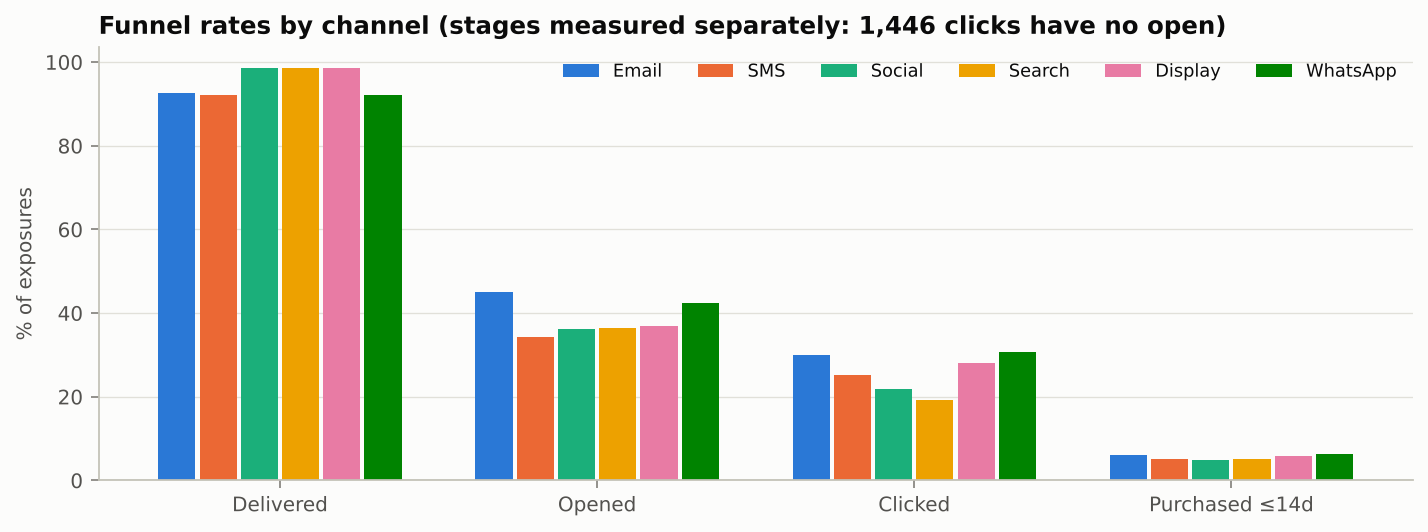 Funnel rates by channel (stages measured separately: 1,446 clicks have no open)
Email SMS Social Search Display WhatsApp
% of exposures
100
80
60
40
20
0
Delivered Opened Clicked Purchased ≤14d